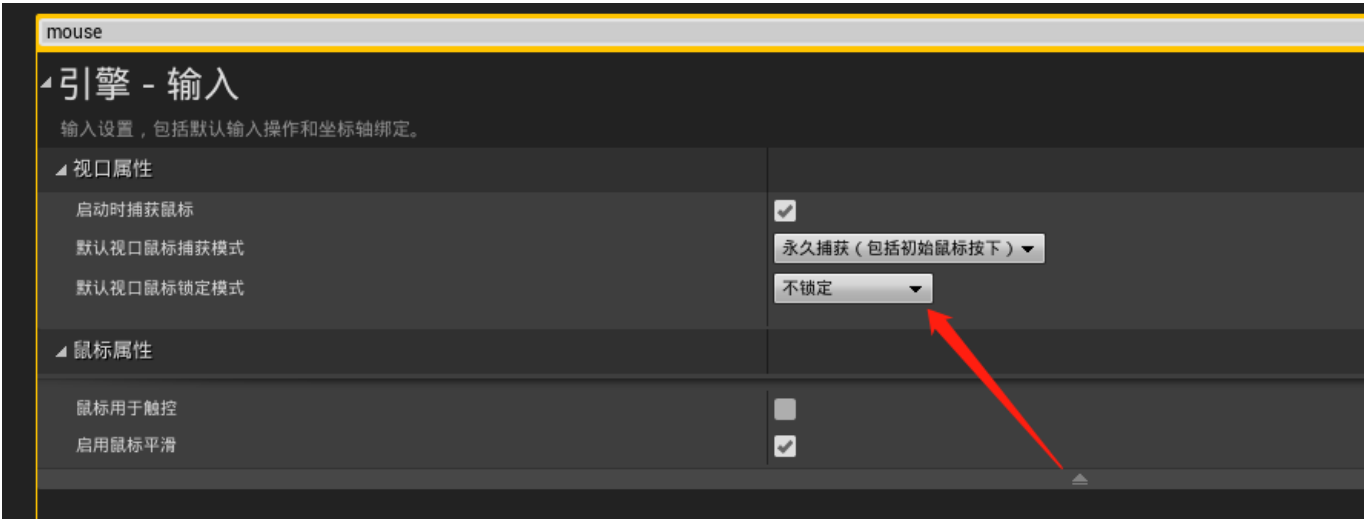 mouse
引擎 - 输入
输入设置，包括默认输入操作和坐标轴绑定。
视口属性
启动时捕获鼠标
默认视口鼠标捕获模式 永久捕获（包括初始鼠标按下）
默认视口鼠标锁定模式 不锁定
鼠标属性
鼠标用于触控
启用鼠标平滑